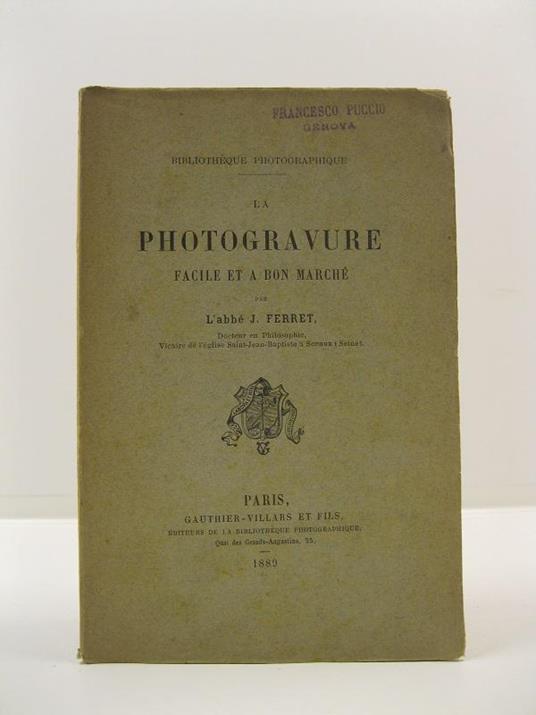 FRANCESCO PUCCIO
GENOVA
BIBLIOTHÈQUE PHOTOGRAPHIQUE
LA
PHOTOGRAVURE
FACILE ET A BON MARCHÉ
PAR
L'abbé J. FERRET,
Docteur en Philosophie,
Vicaire de l'église Saint-Jean-Baptiste à Sceaux (Seine).
PARIS,
GAUTHIER-VILLARS ET FILS,
ÉDITEURS DE LA BIBLIOTHÈQUE PHOTOGRAPHIQUE,
Quai des Grands-Augustins, 55.
1889